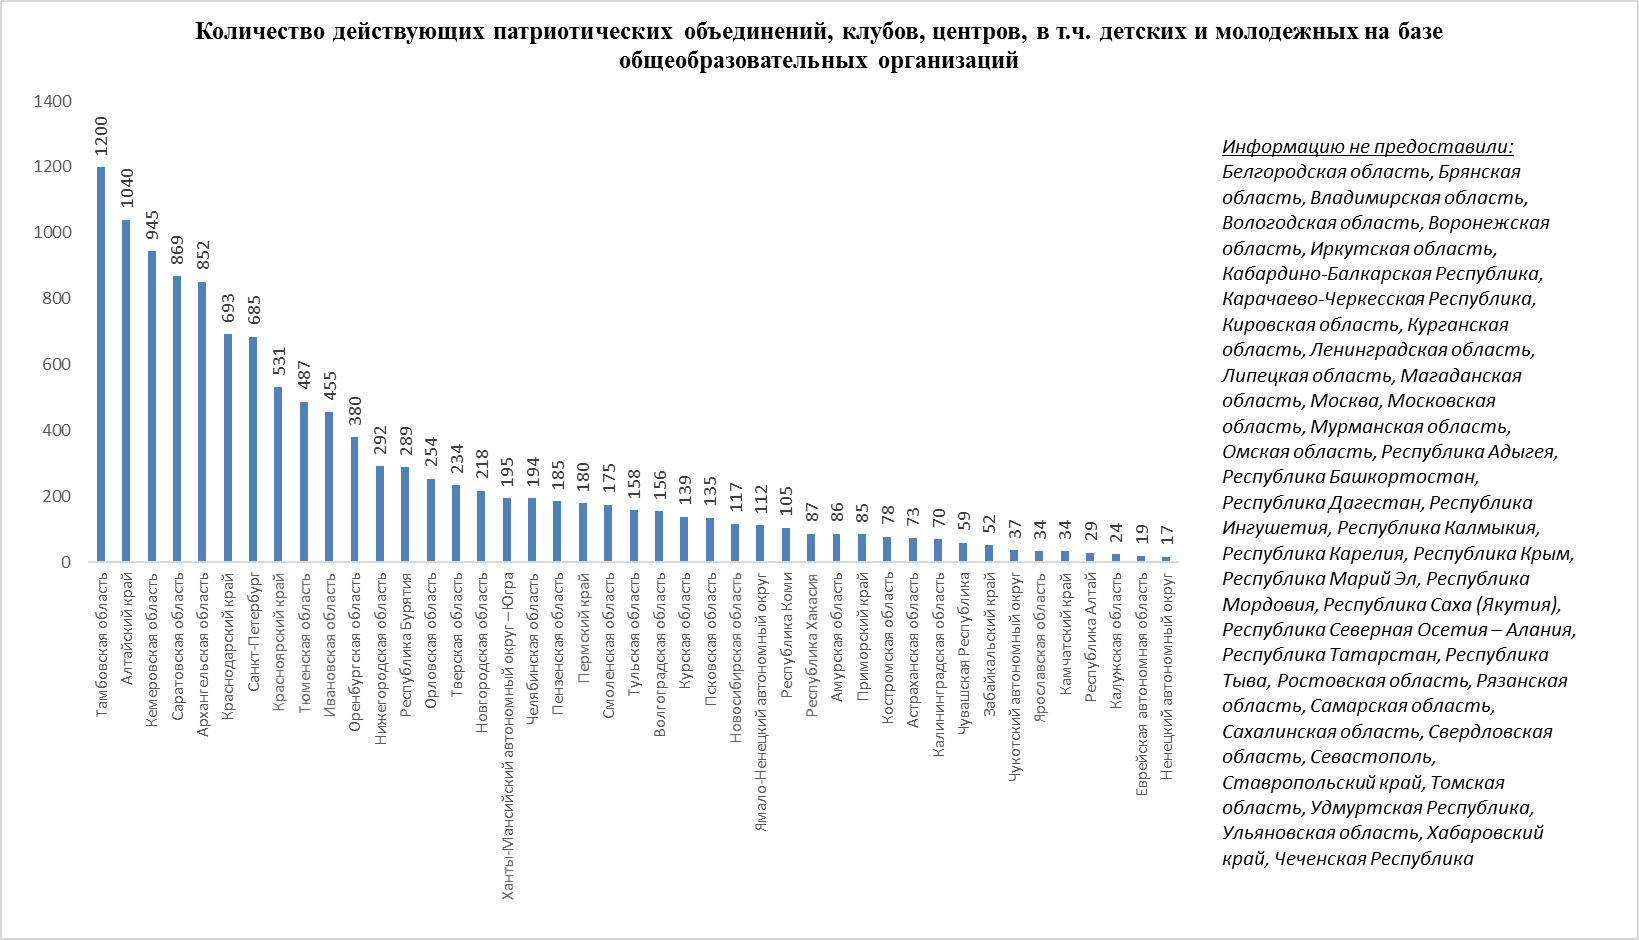 Количество действующих патриотических объединений, клубов, центров, в т.ч. детских и молодежных на базе
общеобразовательных организаций
1400
1200
1000
800
600
400
200
0
1200
1040
945
869
852
693
685
531
487
455
380
292
289
254
234
218
195
194
185
180
175
158
156
139
135
117
112
105
87
86
85
78
73
70
59
52
37
34
34
29
24
19
17
Тамбовская область
Алтайский край
Кемеровская область
Саратовская область
Архангельская область
Краснодарский край
Санкт-Петербург
Красноярский край
Тюменская область
Ивановская область
Оренбургская область
Нижегородская область
Республика Бурятия
Орловская область
Тверская область
Новгородская область
Ханты-Мансийский автономный округ – Югра
Челябинская область
Пензенская область
Пермский край
Смоленская область
Тульская область
Волгоградская область
Курская область
Псковская область
Новосибирская область
Ямало-Ненецкий автономный округ
Республика Коми
Республика Хакасия
Амурская область
Приморский край
Костромская область
Астраханская область
Калининградская область
Чувашская Республика
Забайкальский край
Чукотский автономный округ
Ярославская область
Камчатский край
Республика Алтай
Калужская область
Еврейская автономная область
Ненецкий автономный округ
Информацию не предоставили:
Белгородская область, Брянская
область, Владимирская область,
Вологодская область, Воронежская
область, Иркутская область,
Кабардино-Балкарская Республика,
Карачаево-Черкесская Республика,
Кировская область, Курганская
область, Ленинградская область,
Липецкая область, Магаданская
область, Москва, Московская
область, Мурманская область,
Омская область, Республика Адыгея,
Республика Башкортостан,
Республика Дагестан, Республика
Ингушетия, Республика Калмыкия,
Республика Карелия, Республика Крым,
Республика Марий Эл, Республика
Мордовия, Республика Саха (Якутия),
Республика Северная Осетия – Алания,
Республика Татарстан, Республика
Тыва, Ростовская область, Рязанская
область, Самарская область,
Сахалинская область, Свердловская
область, Севастополь,
Ставропольский край, Томская
область, Удмуртская Республика,
Ульяновская область, Хабаровский
край, Чеченская Республика